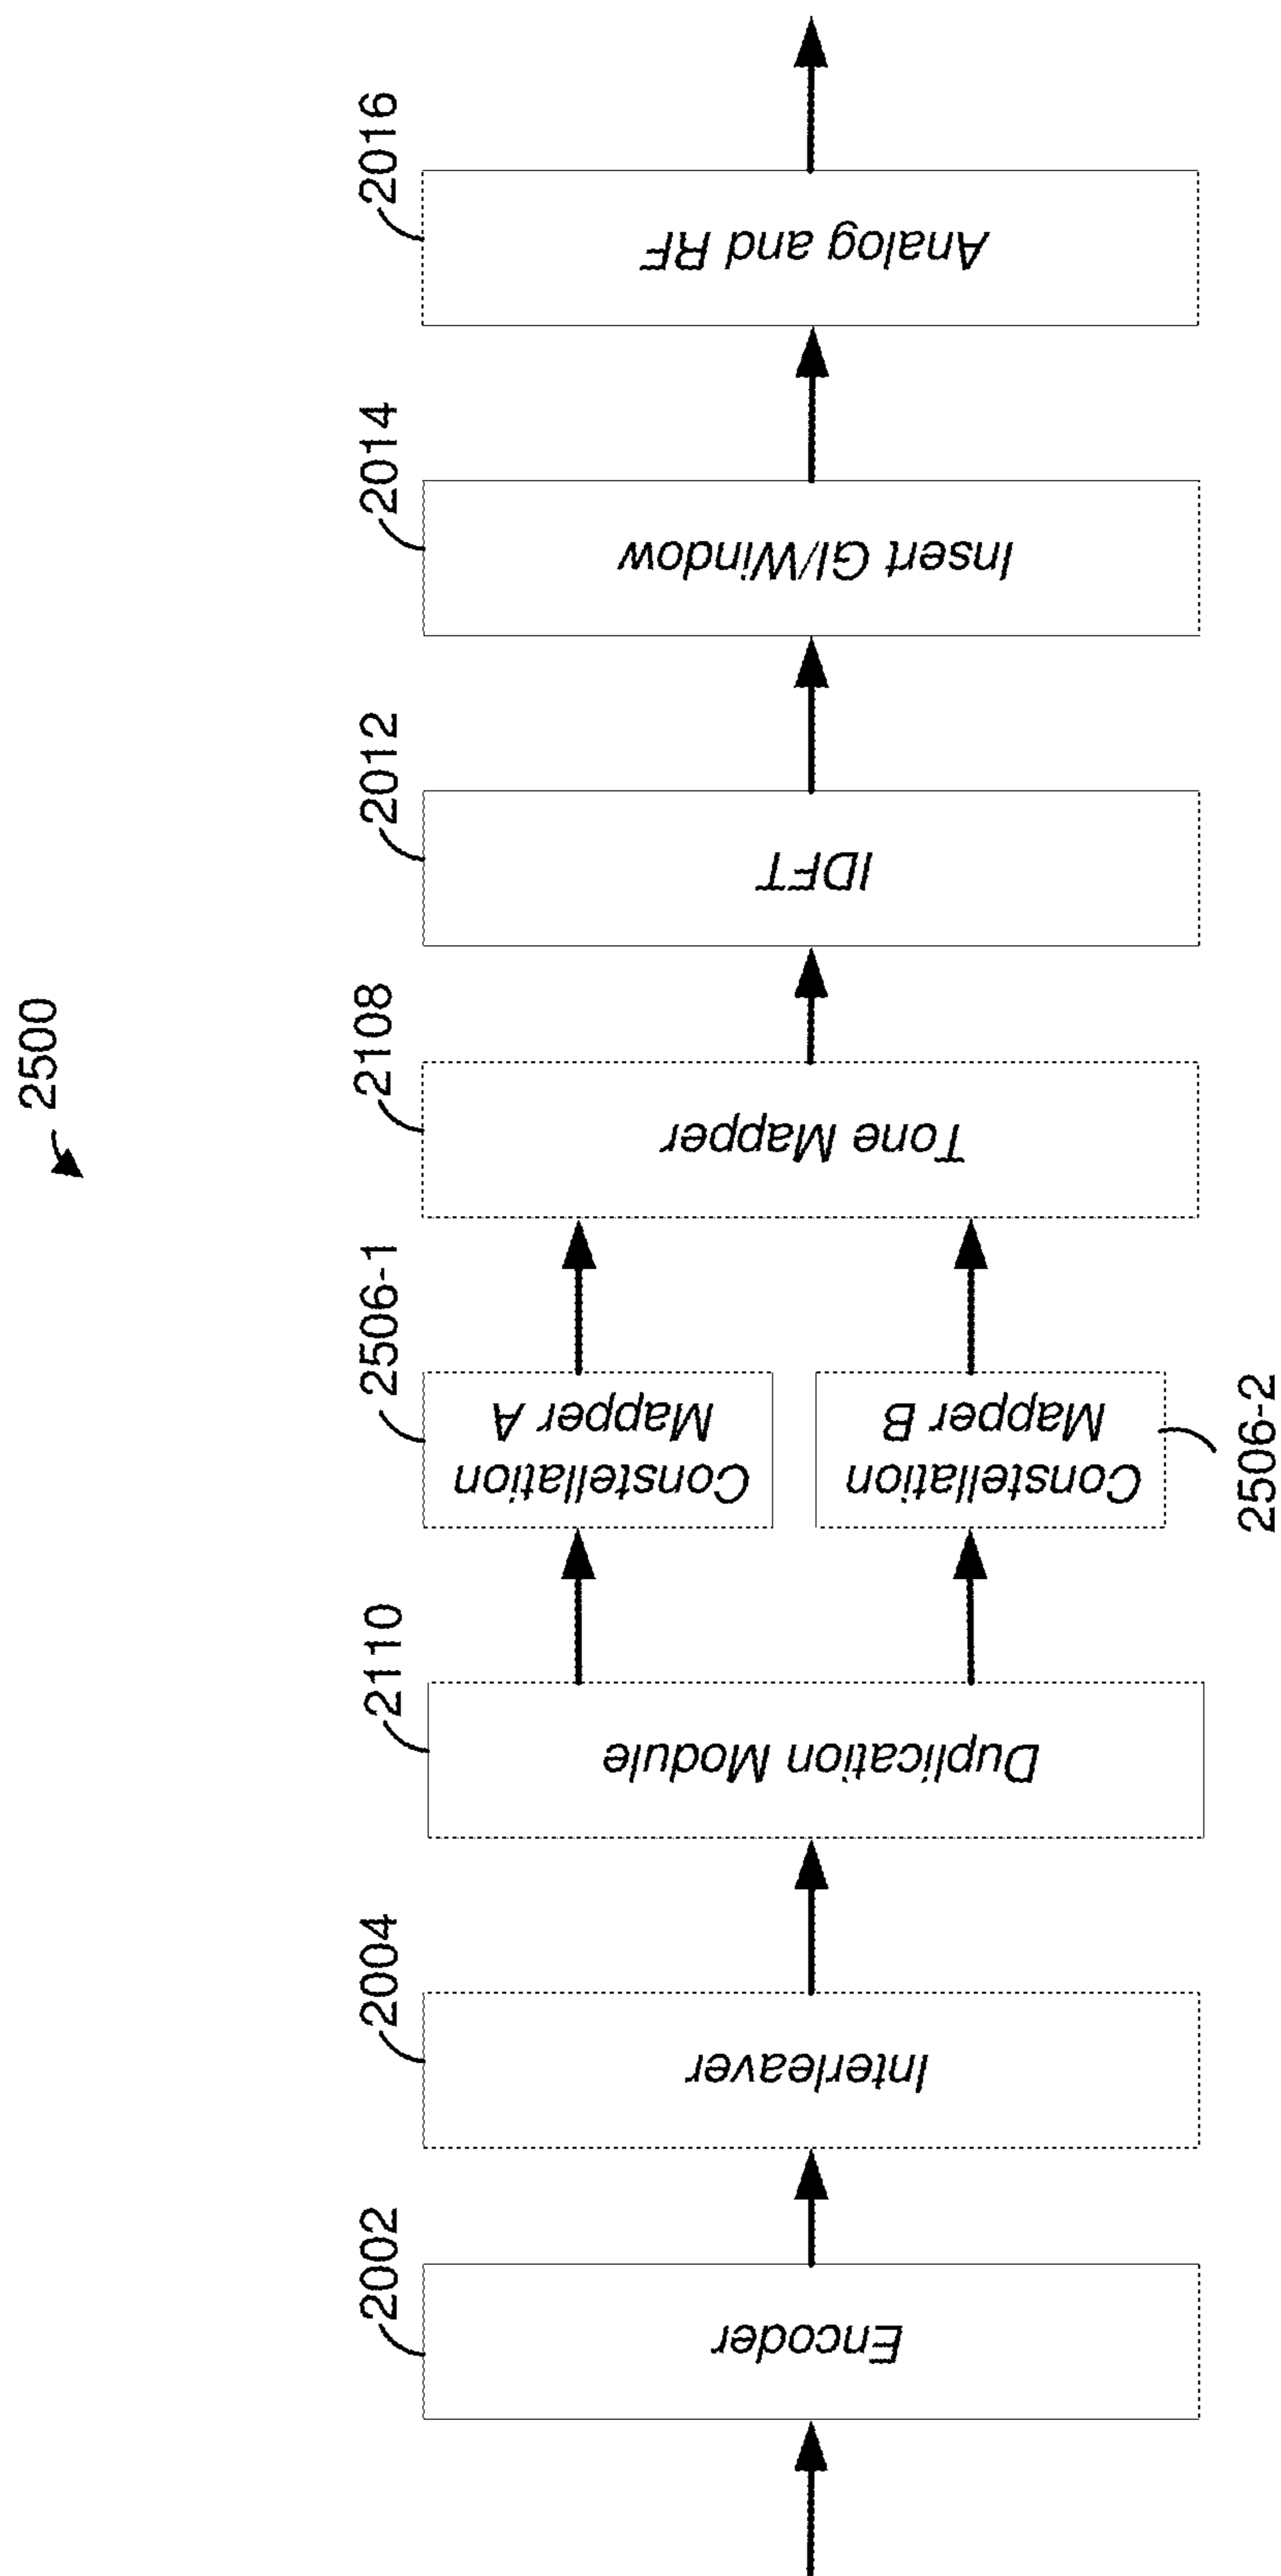 2500
2002
Encoder
2004
Interleaver
2110
Duplication Module
2506-1
Constellation
Mapper A
Constellation
Mapper B
2506-2
2108
Tone Mapper
2012
IDFT
2014
Insert GI/Window
2016
Analog and RF